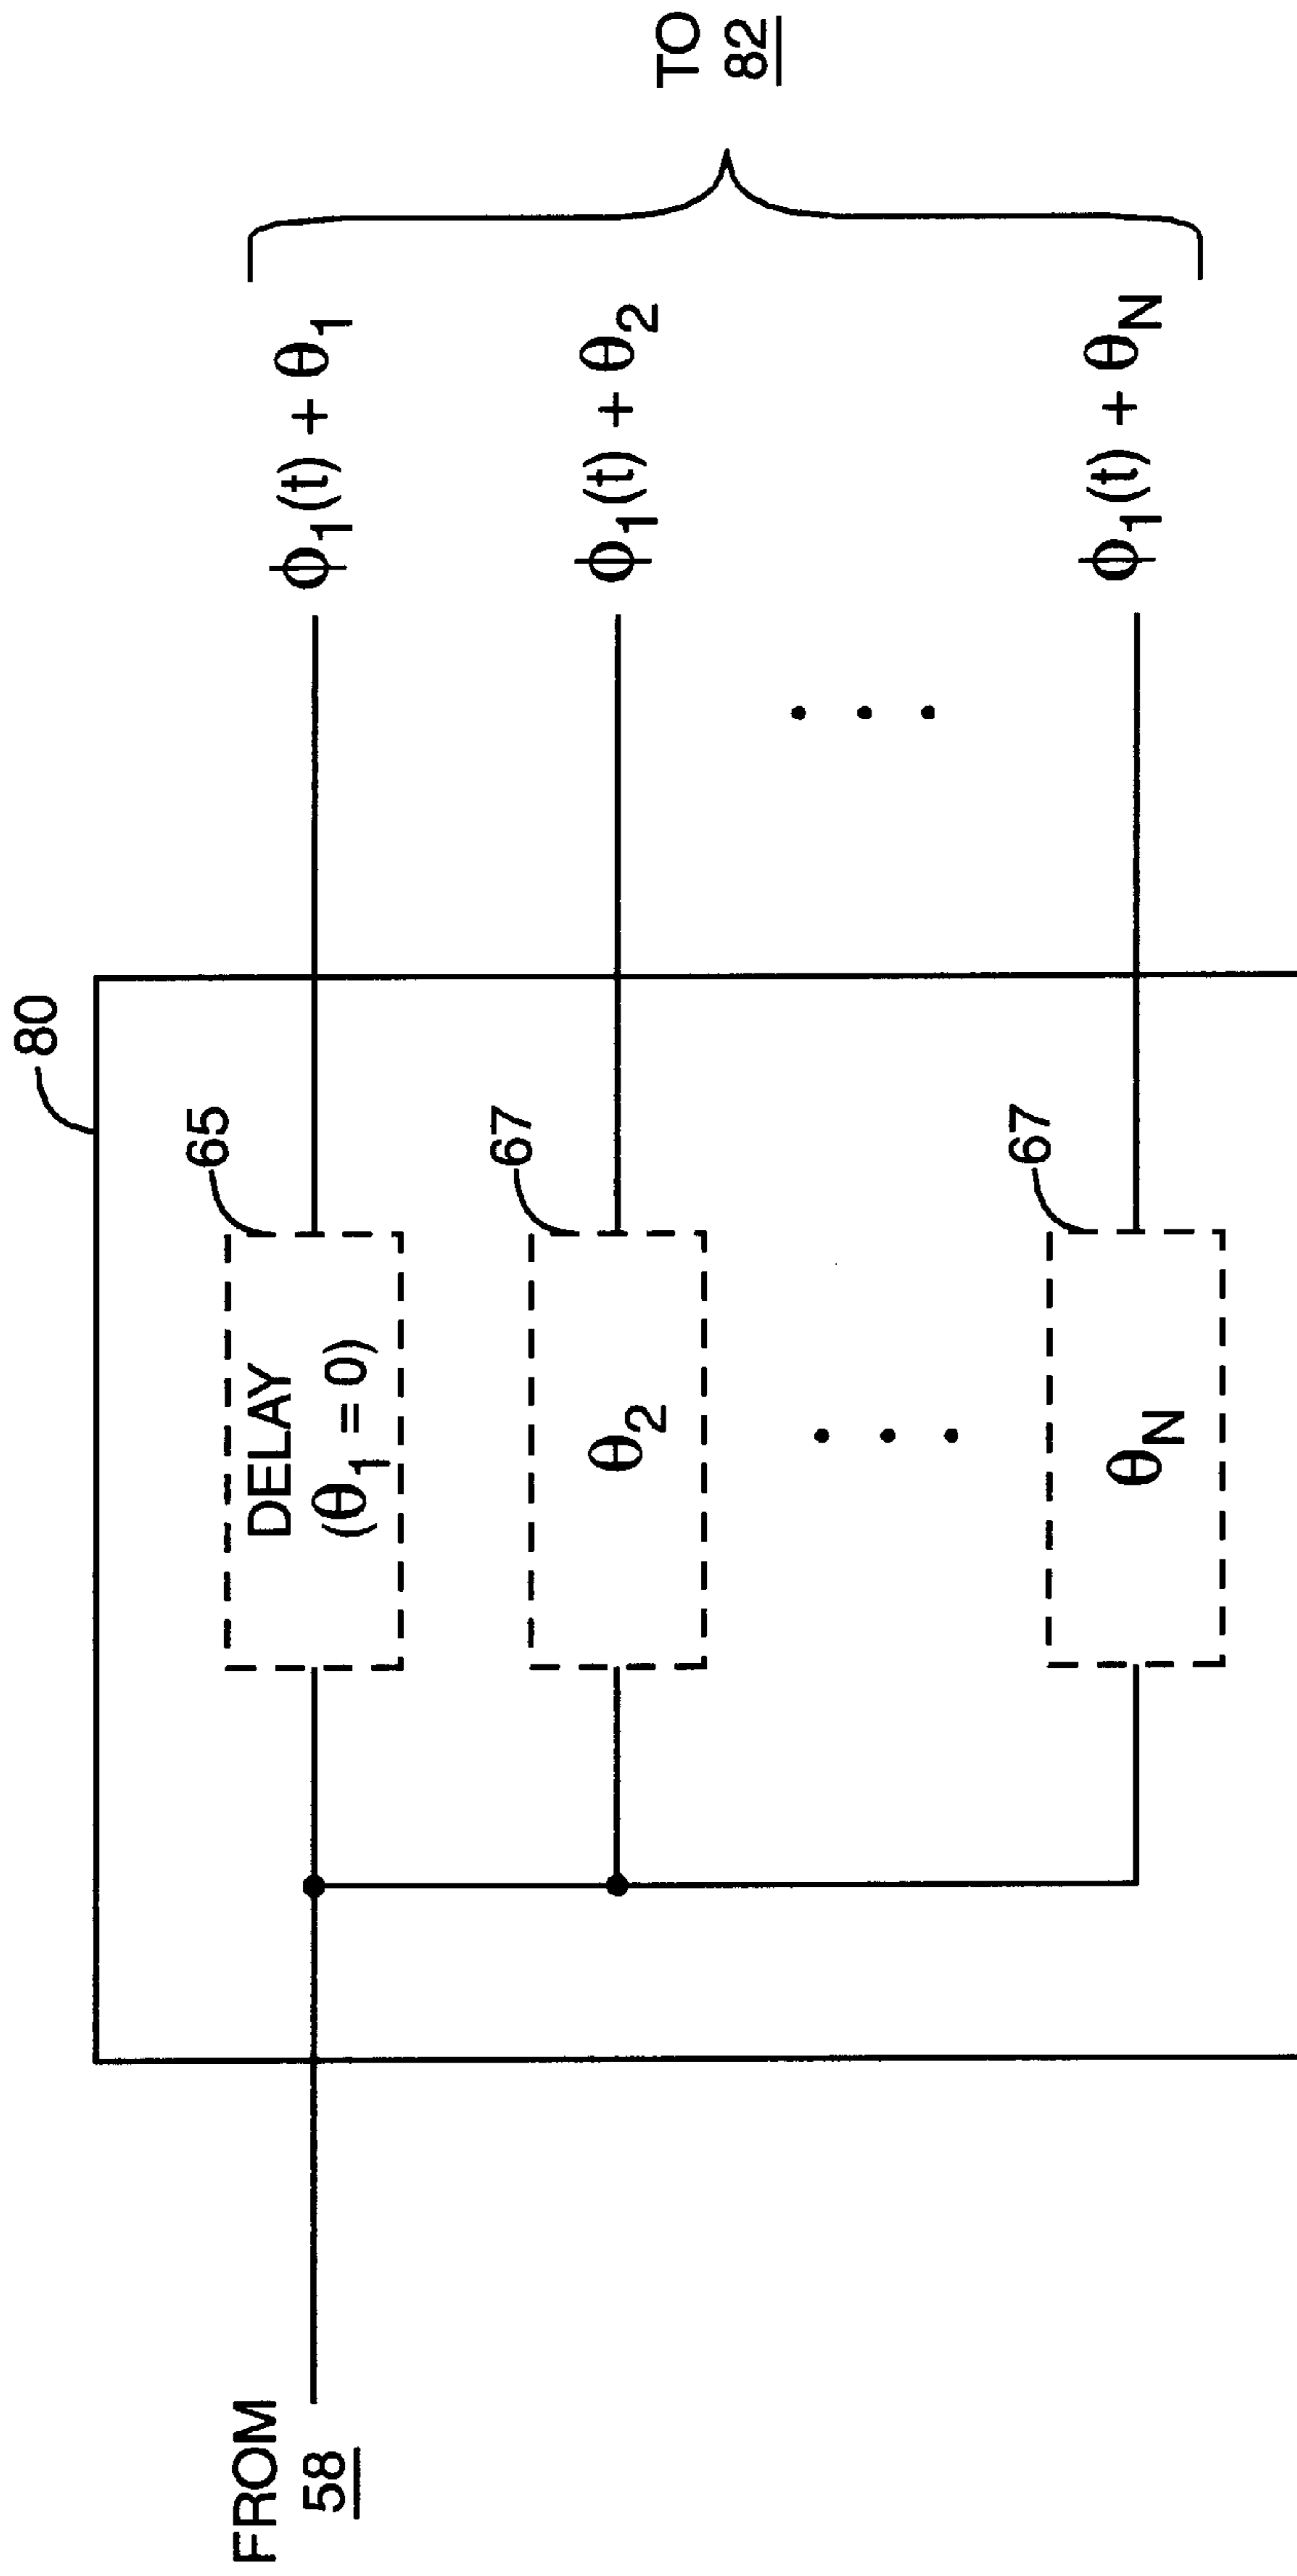 80
FROM
58
65
DELAY
(θ1 = 0)
ϕ1(t) + θ1
67
θ2
ϕ1(t) + θ2
• • •
• • •
67
θN
ϕ1(t) + θN
TO
82